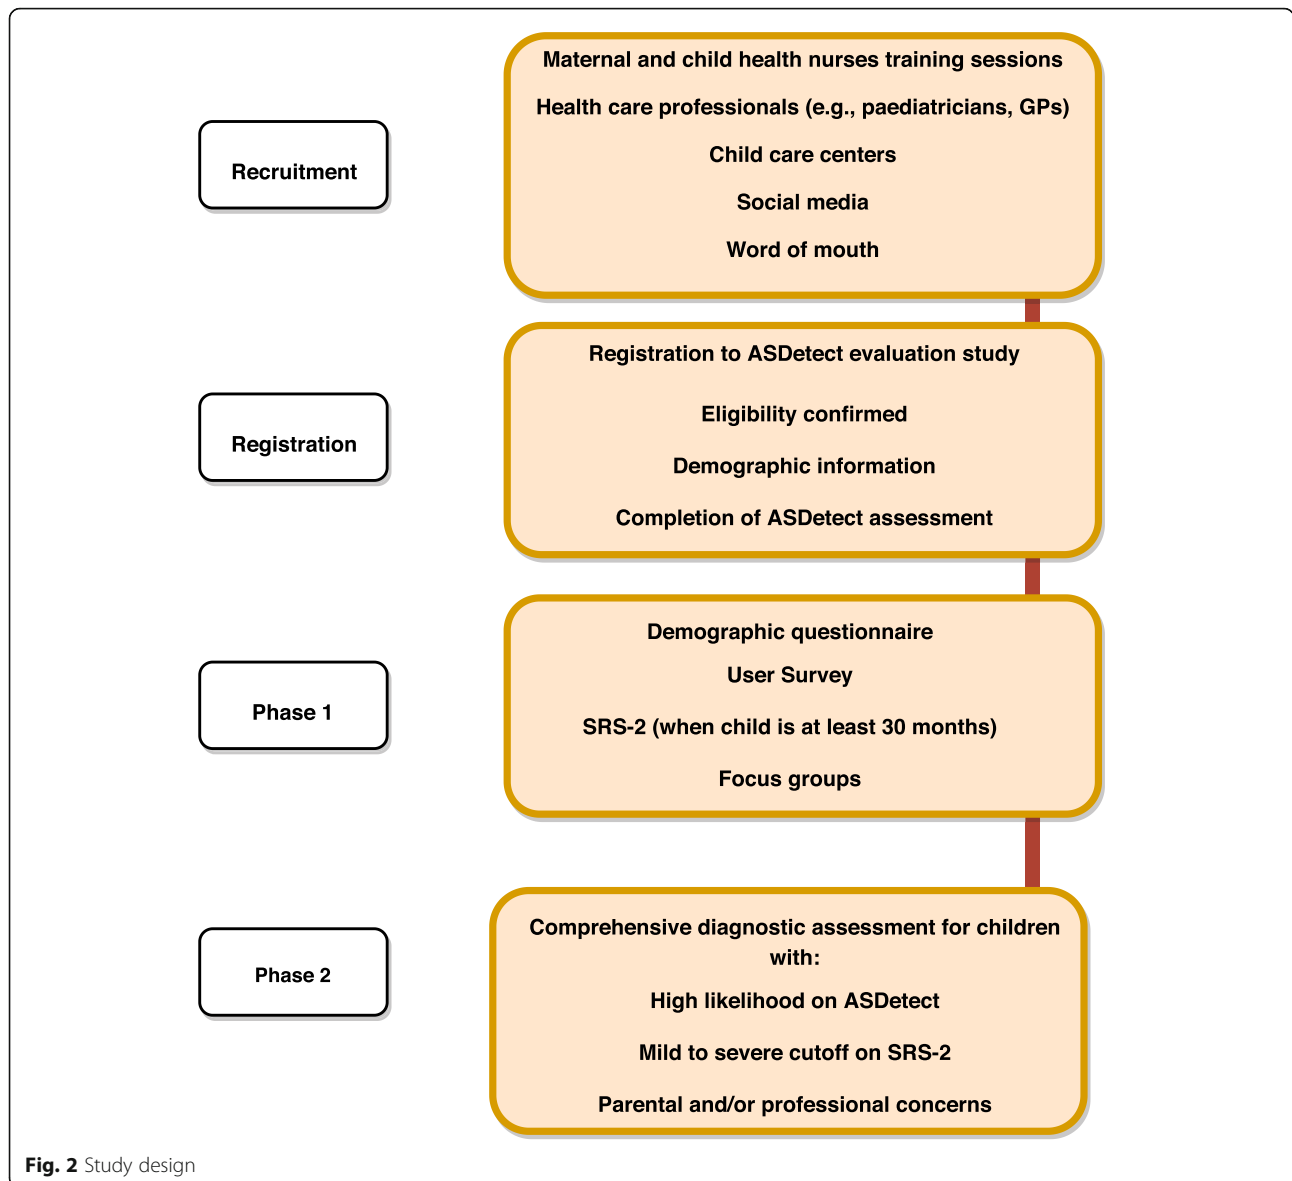 Maternal and child health nurses training sessions
Health care professionals (e.g., paediatricians, GPs)
Child care centers
Social media
Word of mouth
Recruitment
Registration to ASDetect evaluation study
Eligibility confirmed
Demographic information
Completion of ASDetect assessment
Registration
Demographic questionnaire
User Survey
SRS-2 (when child is at least 30 months)
Focus groups
Phase 1
Comprehensive diagnostic assessment for children
with:
High likelihood on ASDetect
Mild to severe cutoff on SRS-2
Parental and/or professional concerns
Phase 2
Fig. 2 Study design